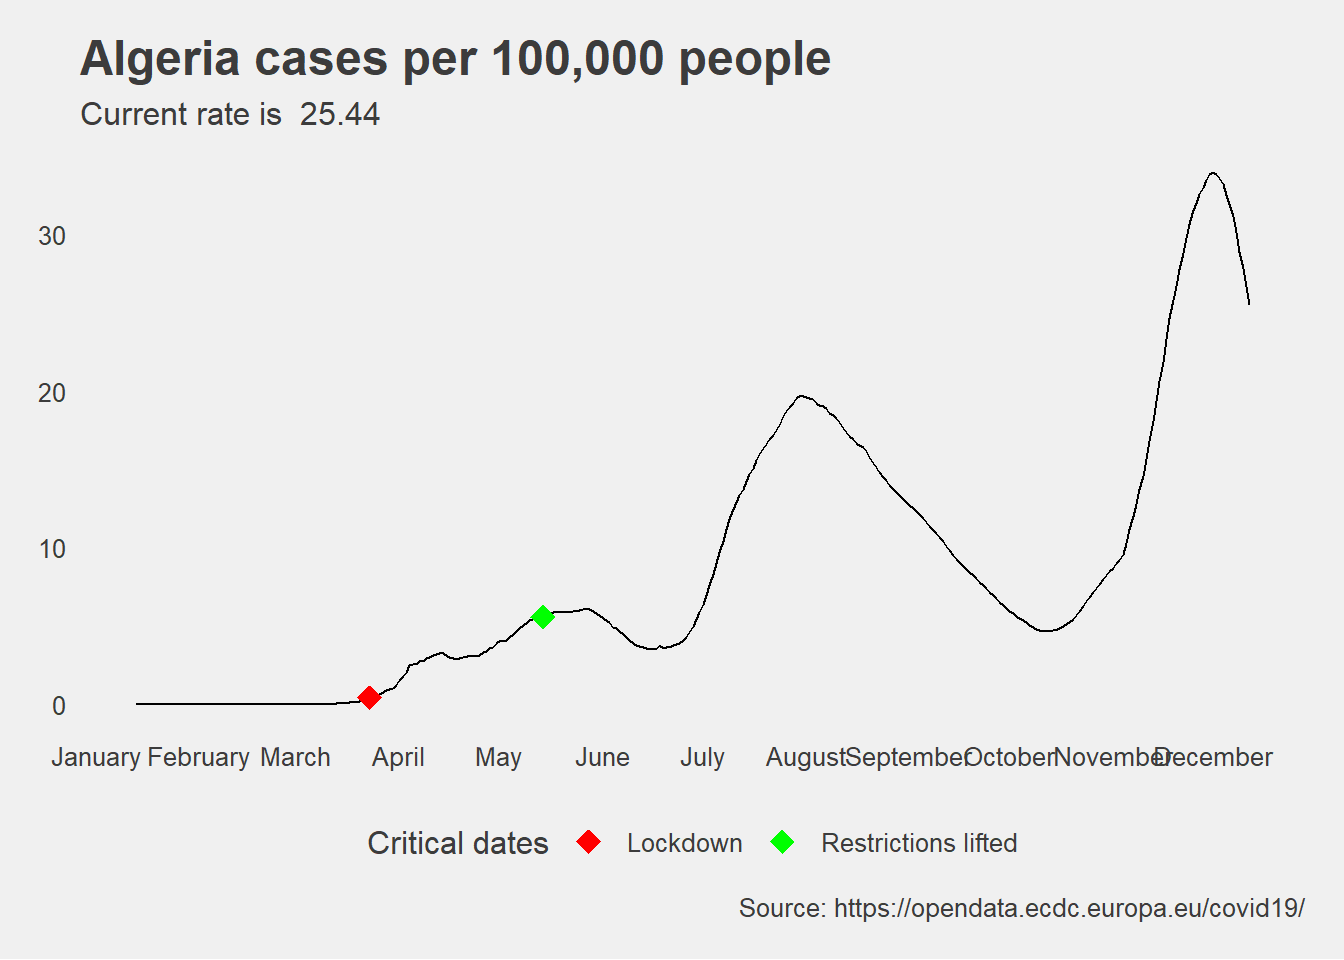 Algeria cases per 100,000 people
Current rate is  25.44
30
20
10
0
January February March April May June July August September October November December
Critical dates Lockdown Restrictions lifted
Source: https://opendata.ecdc.europa.eu/covid19/